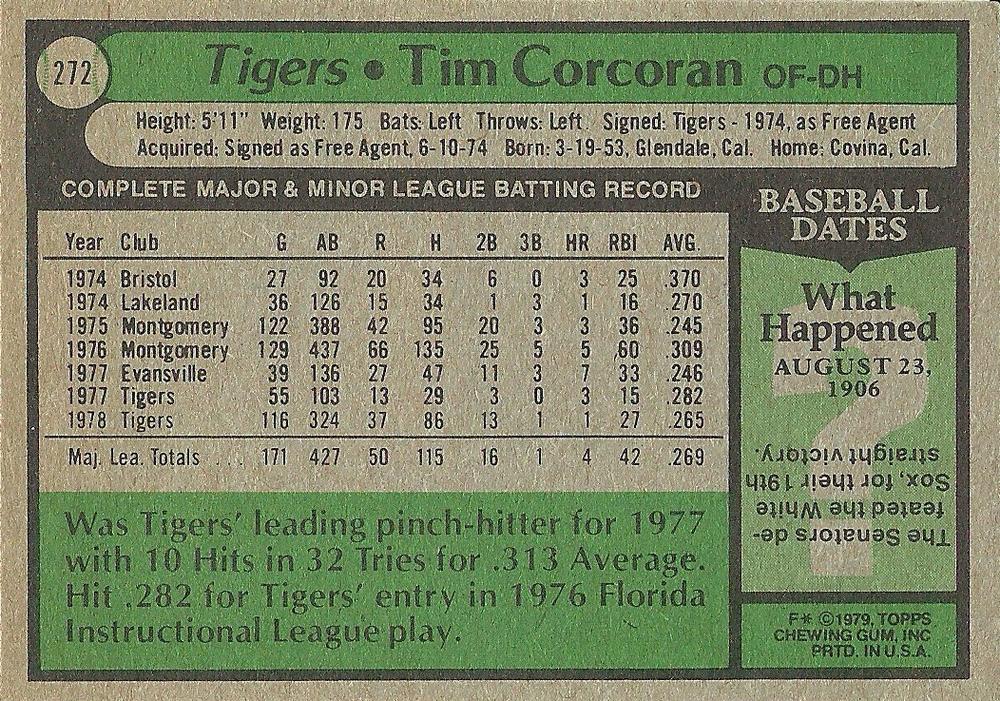 272
Tigers • Tim Corcoran OF-DH
Height: 5'11" Weight: 175 Bats: Left Throws: Left Signed: Tigers - 1974, as Free Agent
Acquired: Signed as Free Agent, 6-10-74 Born: 3-19-53, Glendale, Cal. Home: Covina, Cal.
COMPLETE MAJOR & MINOR LEAGUE BATTING RECORD
Year Club G AB R H 2B 3B HR RBI AVG.
1974 Bristol 27 92 20 34 6 0 3 25 .370
1974 Lakeland 36 126 15 34 1 3 1 16 .270
1975 Montgomery 122 388 42 95 20 3 3 36 .245
1976 Montgomery 129 437 66 135 25 5 5 60 .309
1977 Evansville 39 136 27 47 11 3 7 33 .246
1977 Tigers 55 103 13 29 3 0 3 15 .282
1978 Tigers 116 324 37 86 13 1 1 27 .265
Maj. Lea. Totals ... 171 427 50 115 16 1 4 42 .269
Was Tigers' leading pinch-hitter for 1977
with 10 Hits in 32 Tries for .313 Average.
Hit .282 for Tigers' entry in 1976 Florida
Instructional League play.
BASEBALL
DATES
What
Happened
AUGUST 23,
1906
?
The Senators de-
feated the White
Sox, for their 19th
straight victory.
F* ©1979, TOPPS
CHEWING GUM, INC
PRTD. IN U.S.A.